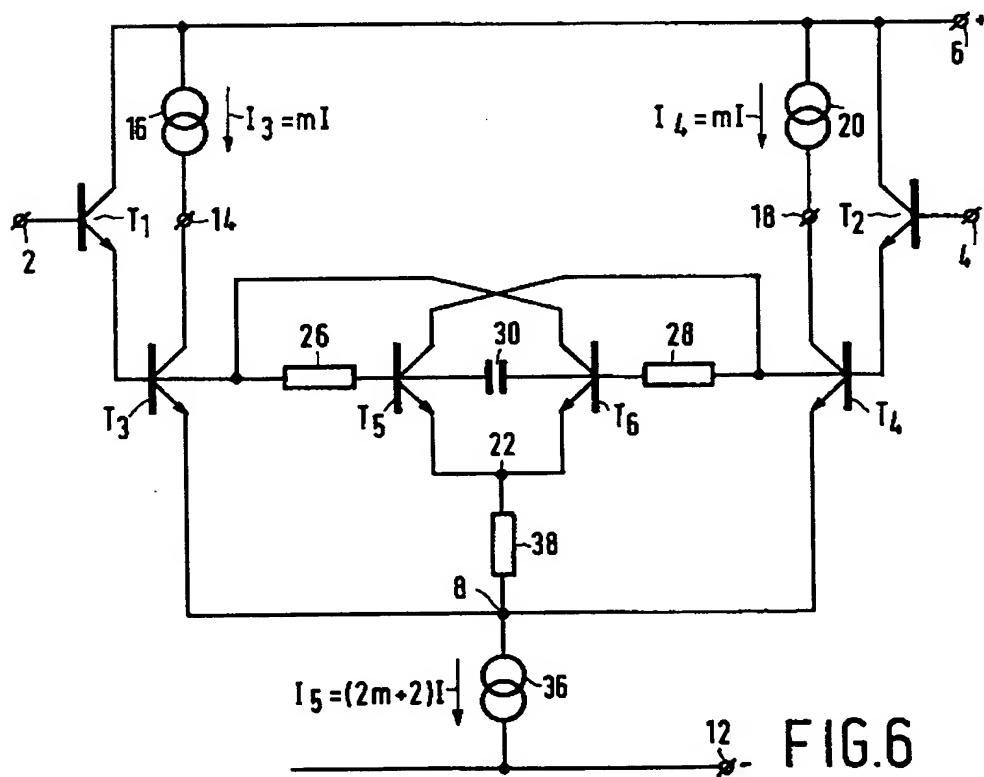 6 +
16 I3 = mI I4 = mI 20
T1 14 18 T2
2 4
26 30 28
T3 T5 T6 T4
22
38
8
I5 = (2m+2)I 36
12 - FIG.6